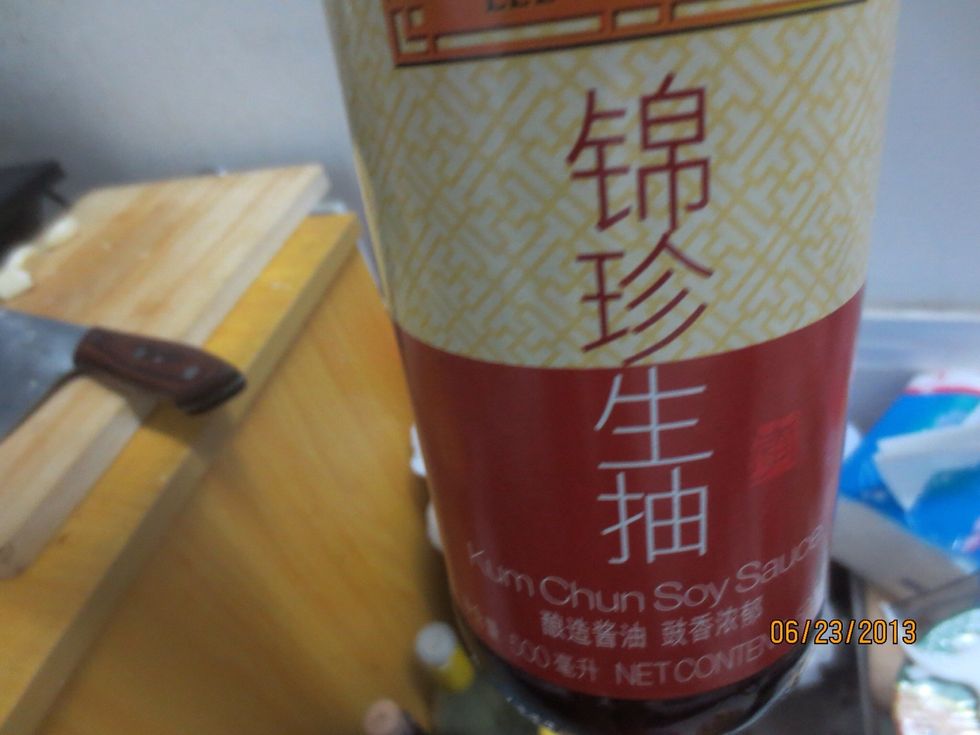 锦珍
生抽
Kum Chun Soy Sauce
酿造酱油 豉香浓郁
500毫升 NET CONTE
06/23/2013